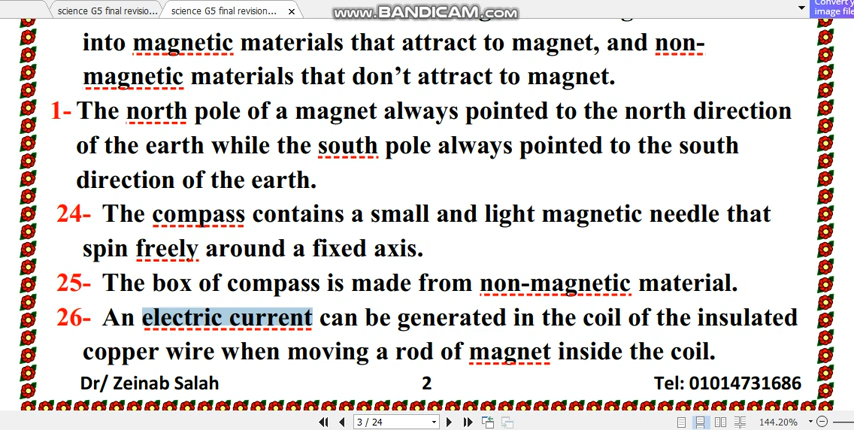 science G5 final revisio...
science G5 final revision...
WWW.BANDICAM.COM
Convert y
image file
into magnetic materials that attract to magnet, and non-
magnetic materials that don't attract to magnet.
1- The north pole of a magnet always pointed to the north direction
of the earth while the south pole always pointed to the south
direction of the earth.
24- The compass contains a small and light magnetic needle that
spin freely around a fixed axis.
25- The box of compass is made from non-magnetic material.
26- An electric current can be generated in the coil of the insulated
copper wire when moving a rod of magnet inside the coil.
Dr/ Zeinab Salah 2 Tel: 01014731686
3 / 24
144.20%